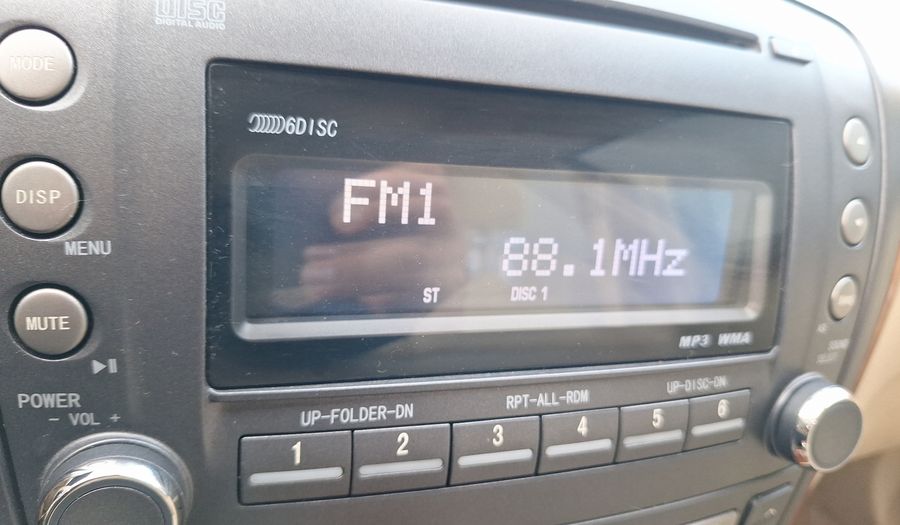 DISC
DIGITAL AUDIO
MODE
6DISC
DISP
MENU
FM1
88.1MHz
ST DISC 1
MUTE
MP3 WMA
POWER
- VOL +
UP-FOLDER-DN
RPT-ALL-RDM
UP-DISC-DN
1 2 3 4 5 6